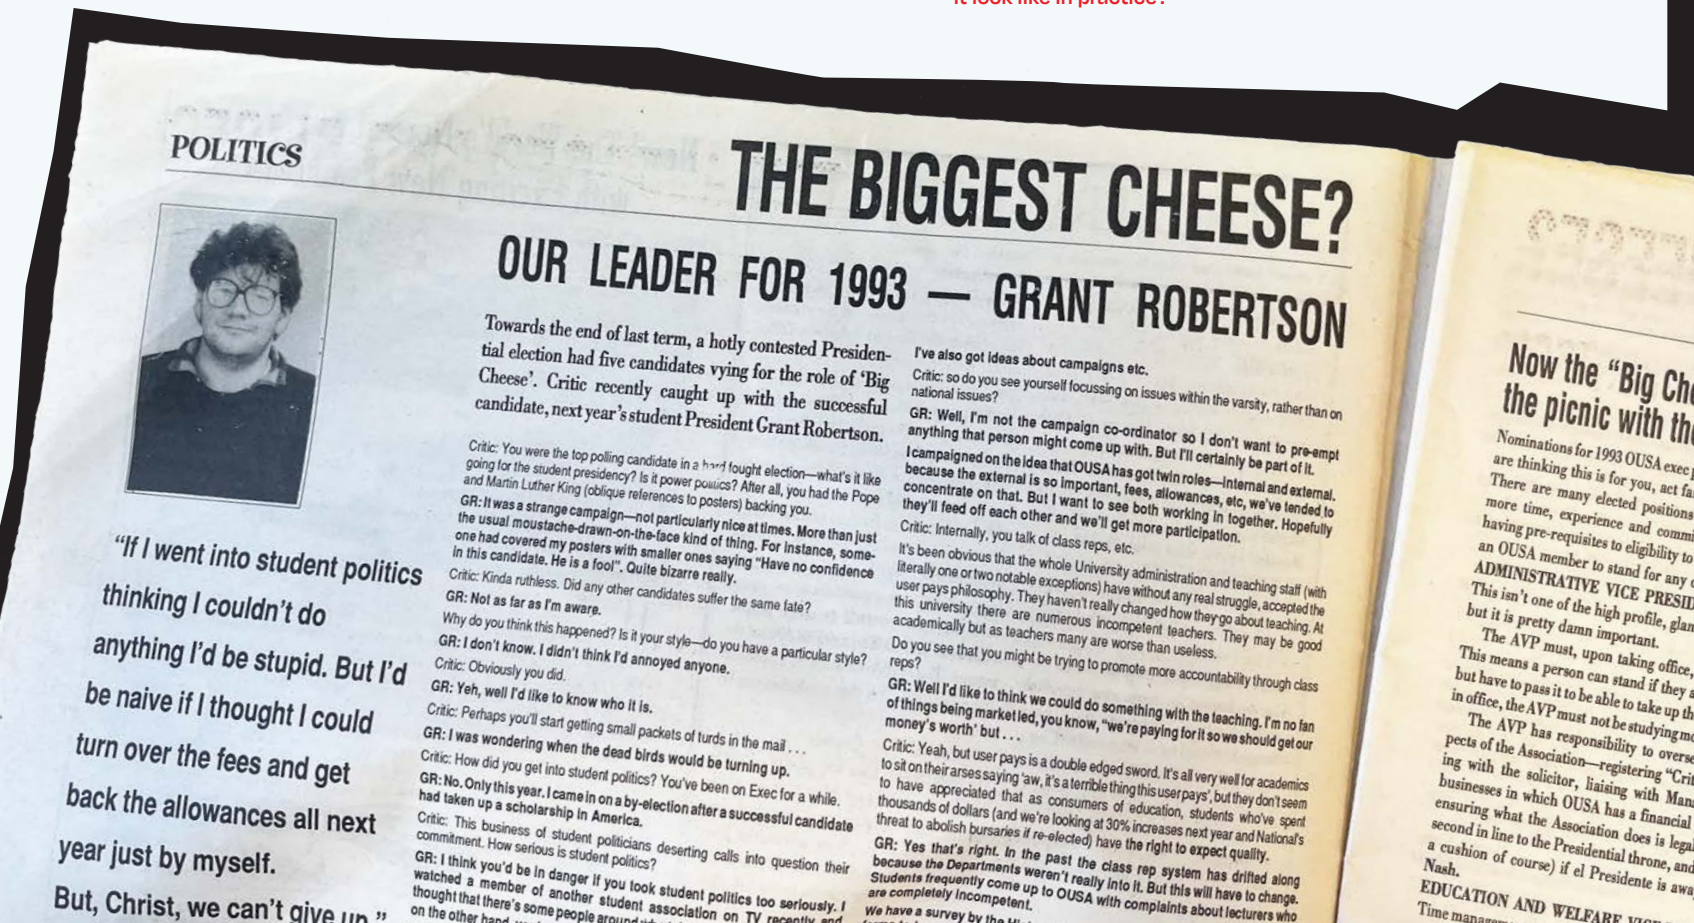 it look like in practice?
POLITICS
THE BIGGEST CHEESE?
OUR LEADER FOR 1993 — GRANT ROBERTSON
"If I went into student politics
thinking I couldn't do
anything I'd be stupid. But I'd
be naive if I thought I could
turn over the fees and get
back the allowances all next
year just by myself.
But, Christ, we can't give up."
Towards the end of last term, a hotly contested Presiden-
tial election had five candidates vying for the role of 'Big
Cheese'. Critic recently caught up with the successful
candidate, next year's student President Grant Robertson.
Critic: You were the top polling candidate in a hard fought election—what's it like
going for the student presidency? Is it power politics? After all, you had the Pope
and Martin Luther King (oblique references to posters) backing you.
GR: It was a strange campaign—not particularly nice at times. More than just
the usual moustache-drawn-on-the-face kind of thing. For instance, some-
one had covered my posters with smaller ones saying "Have no confidence
in this candidate. He is a fool". Quite bizarre really.
Critic: Kinda ruthless. Did any other candidates suffer the same fate?
GR: Not as far as I'm aware.
Why do you think this happened? Is it your style—do you have a particular style?
GR: I don't know. I didn't think I'd annoyed anyone.
Critic: Obviously you did.
GR: Yeh, well I'd like to know who it is.
Critic: Perhaps you'll start getting small packets of turds in the mail . . .
GR: I was wondering when the dead birds would be turning up.
Critic: How did you get into student politics? You've been on Exec for a while.
GR: No. Only this year. I came in on a by-election after a successful candidate
had taken up a scholarship in America.
Critic: This business of student politicians deserting calls into question their
commitment. How serious is student politics?
GR: I think you'd be in danger if you took student politics too seriously. I
watched a member of another student association on TV recently and
thought that there's some people around
on the other hand
I've also got ideas about campaigns etc.
Critic: so do you see yourself focussing on issues within the varsity, rather than on
national issues?
GR: Well, I'm not the campaign co-ordinator so I don't want to pre-empt
anything that person might come up with. But I'll certainly be part of it.
I campaigned on the idea that OUSA has got twin roles—internal and external.
because the external is so important, fees, allowances, etc, we've tended to
concentrate on that. But I want to see both working in together. Hopefully
they'll feed off each other and we'll get more participation.
Critic: Internally, you talk of class reps, etc.
It's been obvious that the whole University administration and teaching staff (with
literally one or two notable exceptions) have without any real struggle, accepted the
user pays philosophy. They haven't really changed how they go about teaching. At
this university there are numerous incompetent teachers. They may be good
academically but as teachers many are worse than useless.
Do you see that you might be trying to promote more accountability through class
reps?
GR: Well I'd like to think we could do something with the teaching. I'm no fan
of things being market led, you know, "we're paying for it so we should get our
money's worth' but . . .
Critic: Yeah, but user pays is a double edged sword. It's all very well for academics
to sit on their arses saying 'aw, it's a terrible thing this user pays', but they don't seem
to have appreciated that as consumers of education, students who've spent
thousands of dollars (and we're looking at 30% increases next year and National's
threat to abolish bursaries if re-elected) have the right to expect quality.
GR: Yes that's right. In the past the class rep system has drifted along
because the Departments weren't really into it. But this will have to change.
Students frequently come up to OUSA with complaints about lecturers who
are completely incompetent.
We have a survey by the
Now the "Big
the picnic with
Nominations for 1993 OUSA exec
are thinking this is for you, act
There are many elected positions
more time, experience and
having pre-requisites to eligibility to
an OUSA member to stand for any
ADMINISTRATIVE VICE
This isn't one of the high profile,
but it is pretty damn important.
The AVP must, upon taking office,
This means a person can stand if they
but have to pass it to be able to take up
in office, the AVP must not be studying
The AVP has responsibility to
pects of the Association—registering
ing with the solicitor, liaising with
businesses in which OUSA has a financial
ensuring what the Association does is
second in line to the Presidential throne, and
a cushion of course) if el Presidente is
Nash.
EDUCATION AND WELFARE
Time